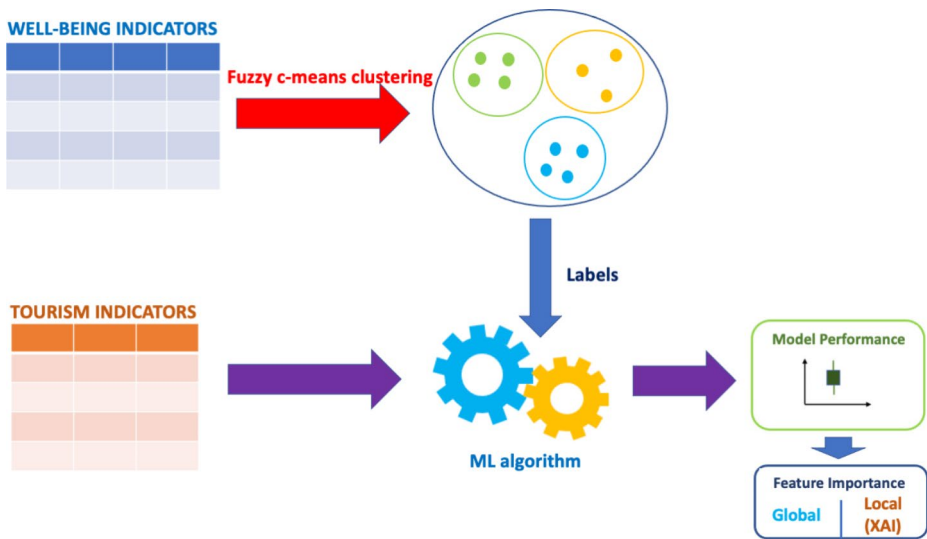 WELL-BEING INDICATORS
Fuzzy c-means clustering
Labels
TOURISM INDICATORS
ML algorithm
Model Performance
Feature Importance
Global
Local
(XAI)